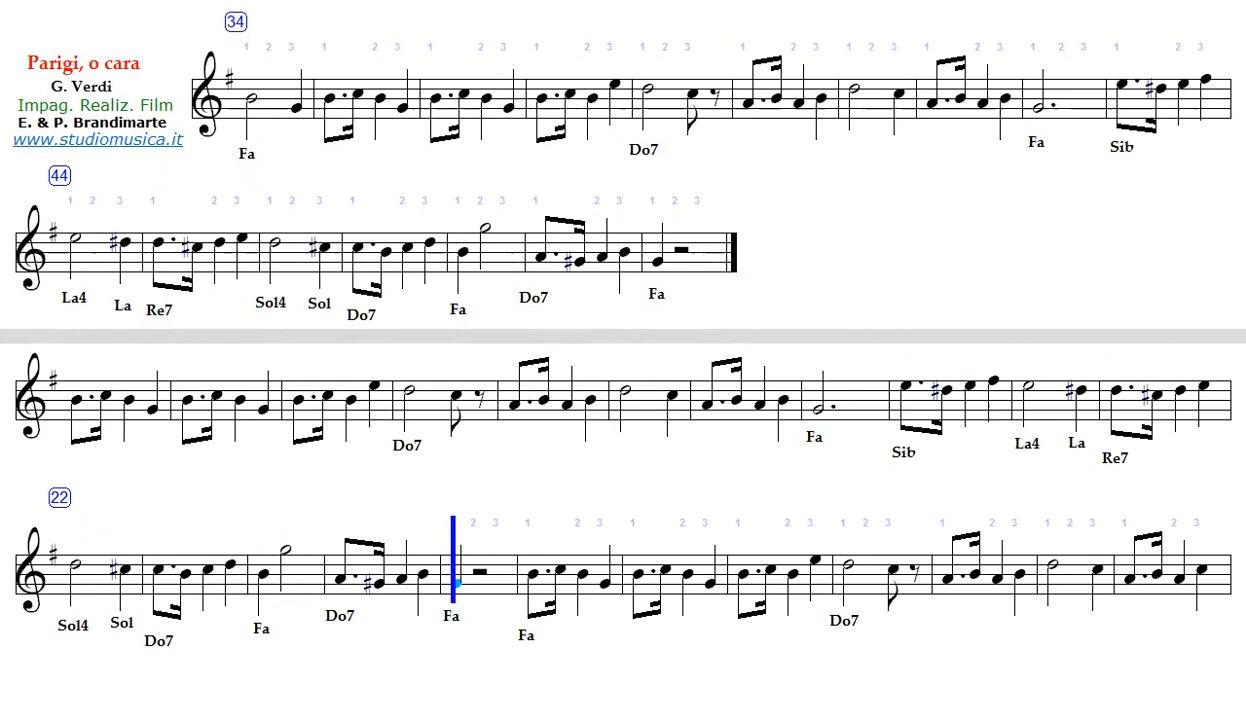 34
1 2 3 1 2 3 1 2 3 1 2 3 1 2 3 1 2 3 1 2 3 1 2 3 1 2 3 1 2 3
Parigi, o cara
G. Verdi
Impag. Realiz. Film
E. & P. Brandimarte
www.studiomusica.it
Fa Do7 Fa Sib
44
1 2 3 1 2 3 1 2 3 1 2 3 1 2 3 1 2 3 1 2 3
La4 La Re7 Sol4 Sol Do7 Fa Do7 Fa
Do7 Fa Sib La4 La Re7
22
2 3 1 2 3 1 2 3 1 2 3 1 2 3 1 2 3 1 2 3 1 2 3
Sol4 Sol Do7 Fa Do7 Fa Fa Do7